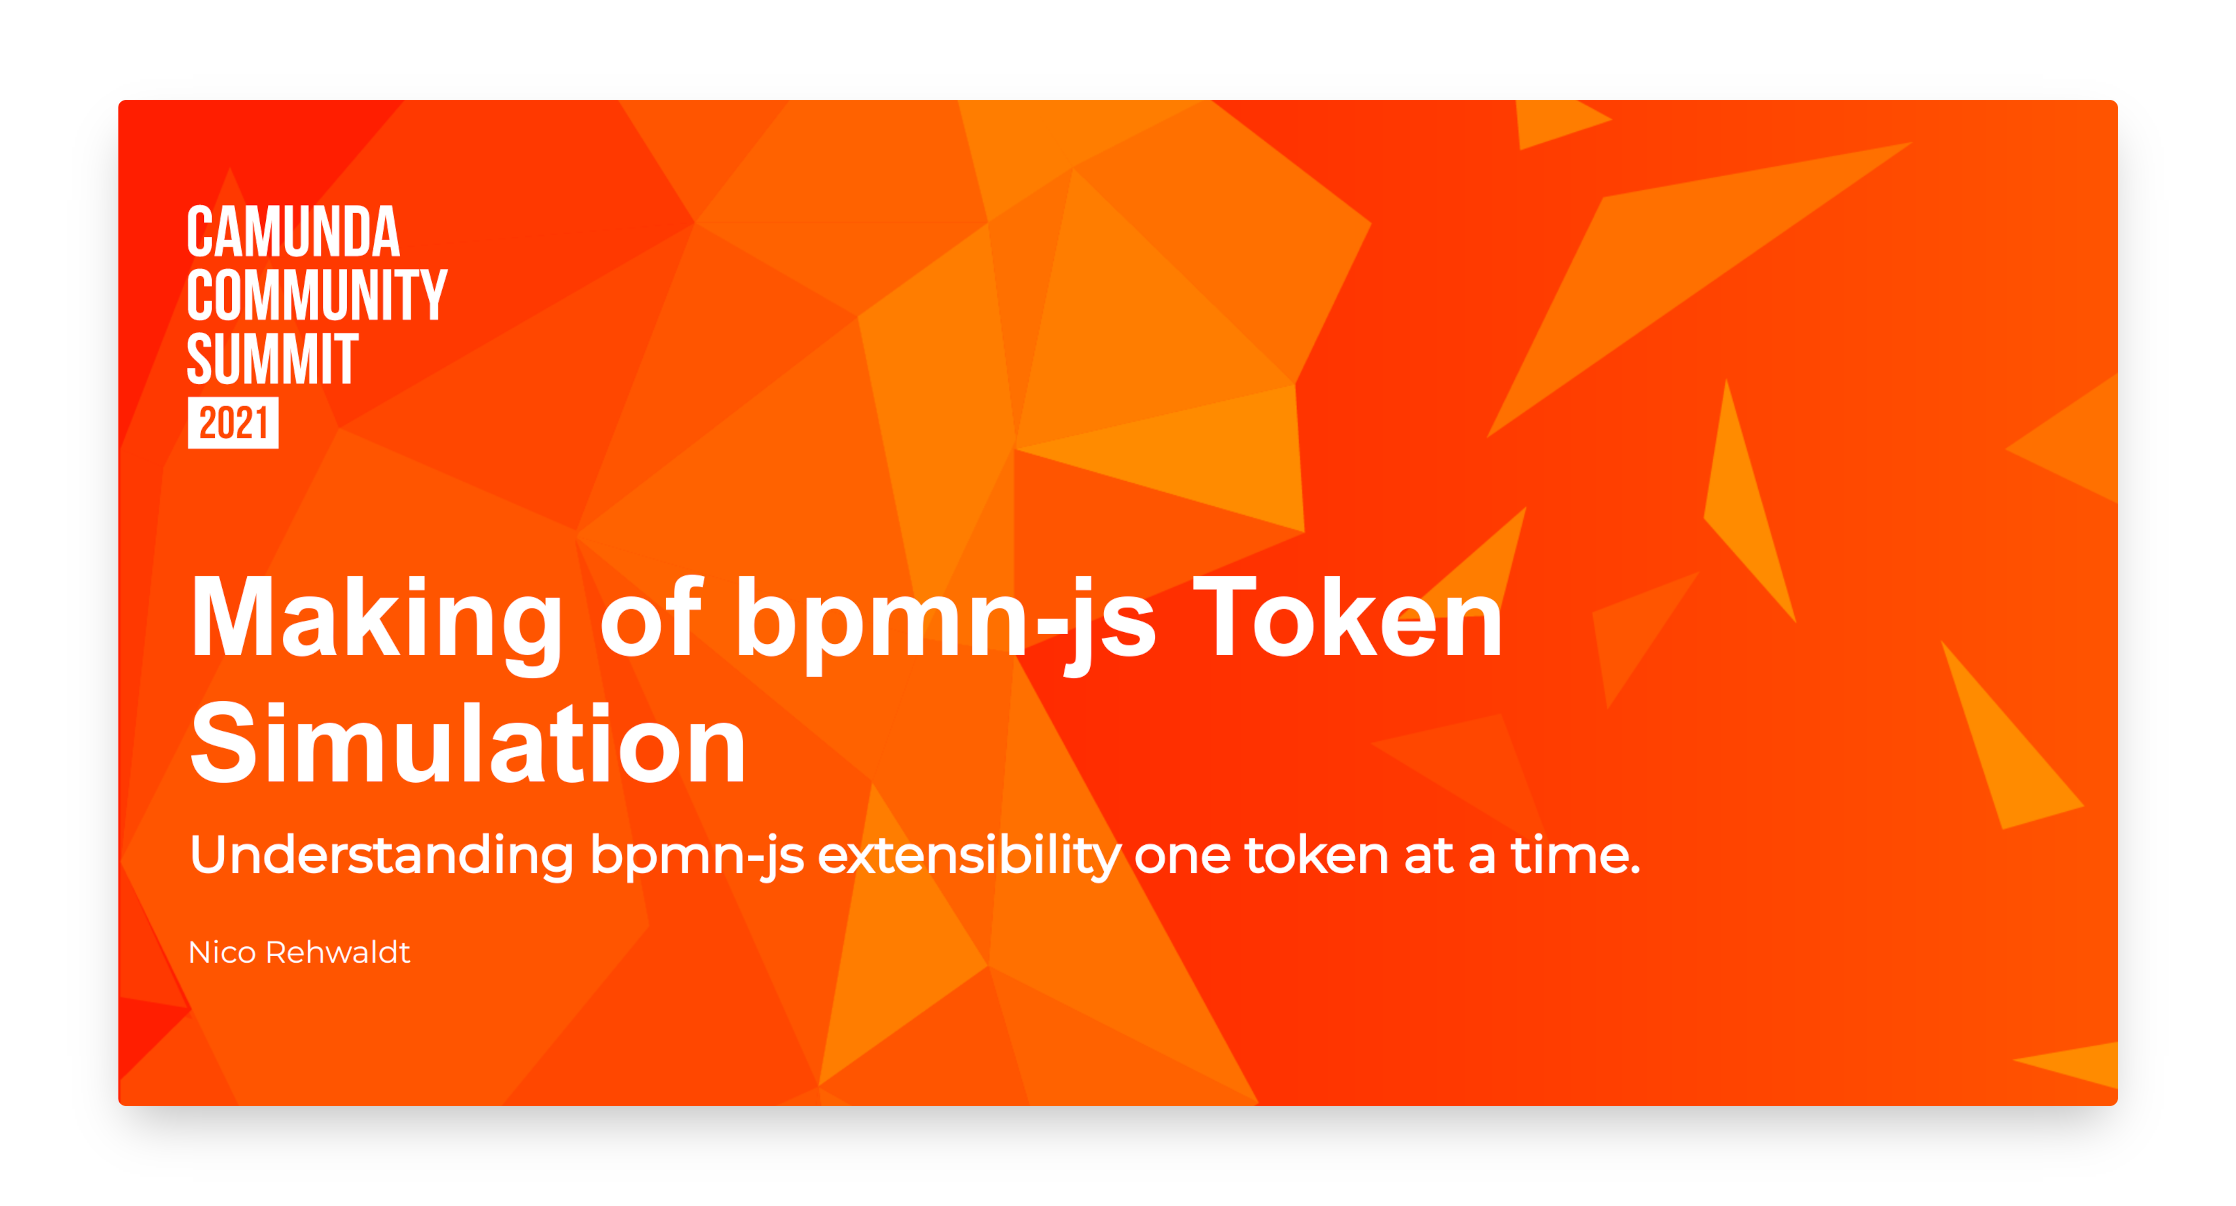 CAMUNDA
COMMUNITY
SUMMIT
2021
Making of bpmn-js Token
Simulation
Understanding bpmn-js extensibility one token at a time.
Nico Rehwaldt